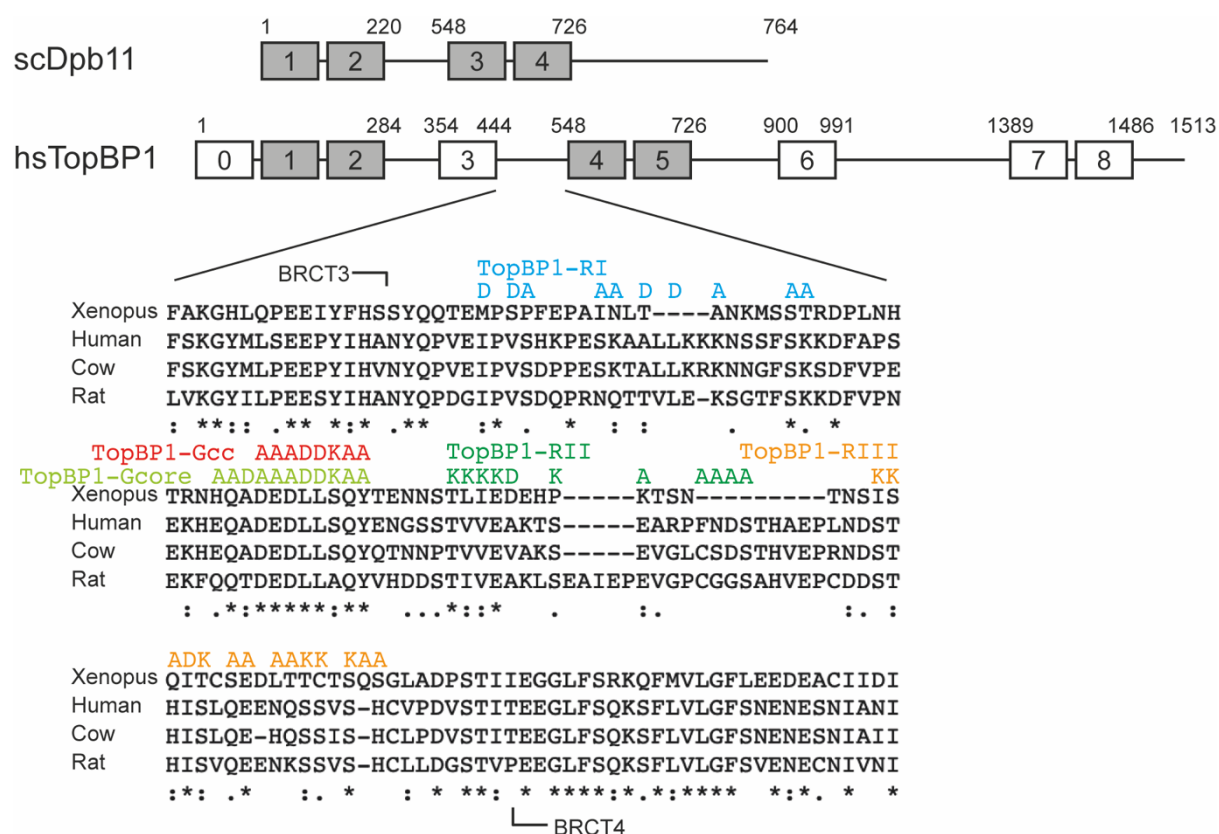 1 220 548 726 764
scDpb11 1 2 3 4
1 284 354 444 548 726 900 991 1389 1486 1513
hsTopBP1 0 1 2 3 4 5 6 7 8
BRCT3 TopBP1-RI
D DA AA D D A AA
Xenopus FAKGHLQPEEIYFHSSYQQTEMPSPFEPAINLT----ANKMSSTRDPLNH
Human FSKGYMLSEEPYIHANYQPVEIPVSHKPESKAALLKKKNSSFSKKDFAPS
Cow FSKGYMLPEEPYIHVNYQPVEIPVSDPPESKTALLKRKNNGFSKSDFVPE
Rat LVKGYILPEESYIHANYQPDGIPVSDQPRNQTTVLE-KSGTFSKKDFVPN
: **:: .** *:* .** :* * : : . *. *
TopBP1-Gcc AAADDKAA TopBP1-RII TopBP1-RIII
TopBP1-Gcore AADAAADDKAA KKKKD K A AAAA KK
Xenopus TRNHQADEDLLSQYTENNSTLIEDEHP-----KTSN---------TNSIS
Human EKHEQADEDLLSQYENGSSTVVEAKTS-----EARPFNDSTHAEPLNDST
Cow EKHEQADEDLLSQYQTNNPTVVEVAKS-----EVGLCSDSTHVEPRNDST
Rat EKFQQTDEDLLAQYVHDDSTIVEAKLSEAIEPEVGPCGGSAHVEPCDDST
: .*:*****:** ...*::* . :. :. :
ADK AA AAKK KAA
Xenopus QITCSEDLTTCTSQSGLADPSTIIEGGLFSRKQFMVLGFLEEDEACIIDI
Human HISLQEENQSSVS-HCVPDVSTITEEGLFSQKSFLVLGFSNENESNIANI
Cow HISLQE-HQSSIS-HCLPDVSTITEEGLFSQKSFLVLGFSNENESNIAII
Rat HISVQEENKSSVS-HCLLDGSTVPEEGLFSQKSFLVLGFSVENECNIVNI
:*: .* :. * : * **: * ****:*.*:**** *:*. * *
BRCT4